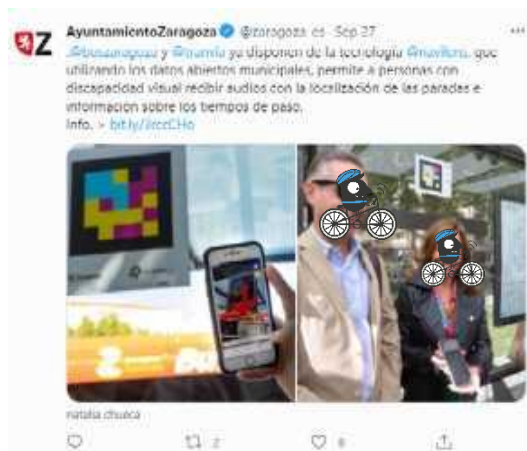 AyuntamientoZaragoza @zaragoza_es · Sep 27
.@buszaragoza y @tranvia ya disponen de la tecnología @navilens, que
utilizando los datos abiertos municipales, permite a personas con
discapacidad visual recibir audios con la localización de las paradas e
información sobre los tiempos de paso.
Info. > bit.ly/
natalia chueca
2
8